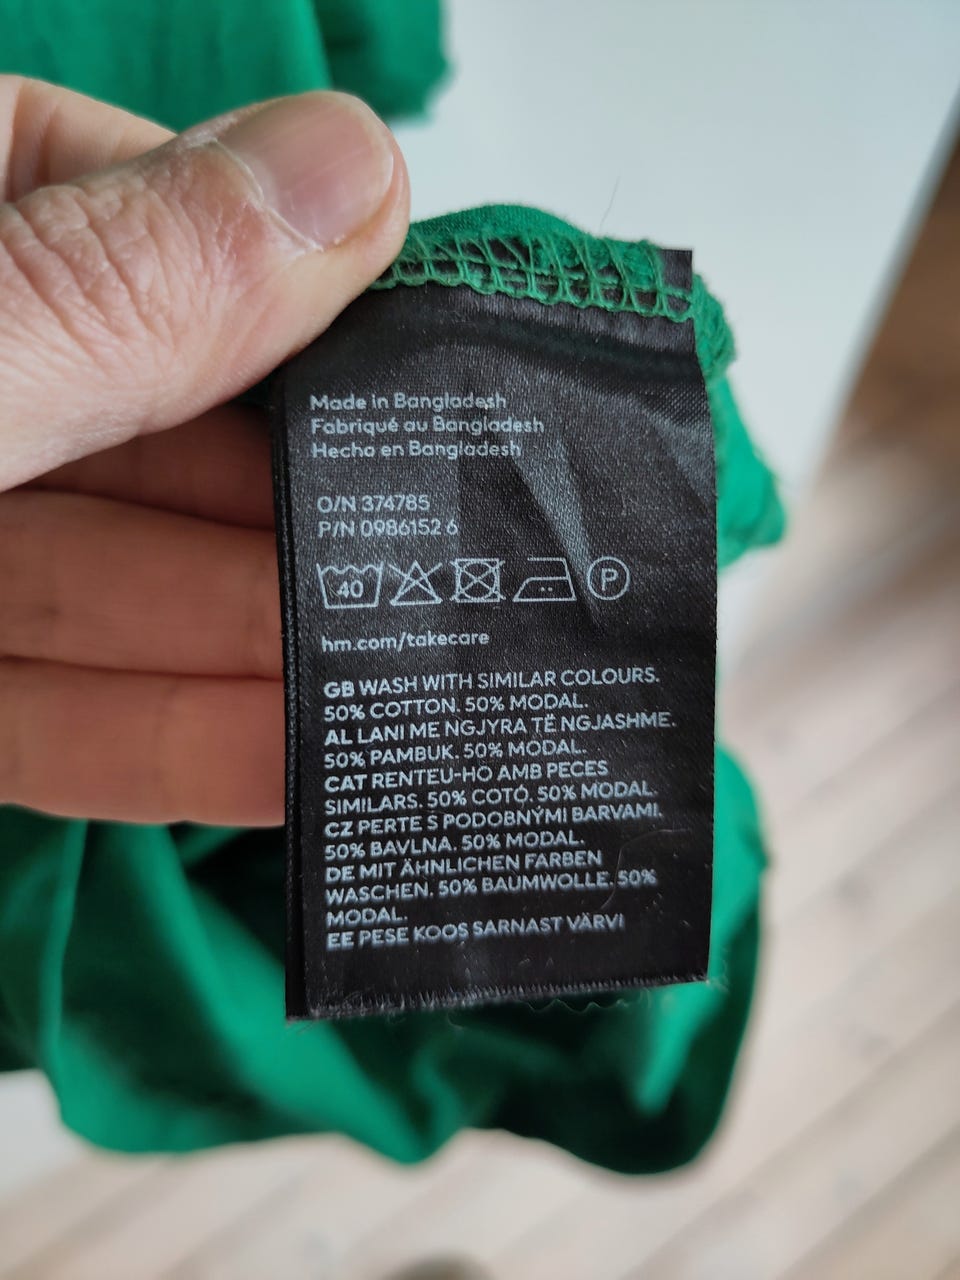 Made in Bangladesh
Fabriqué au Bangladesh
Hecho en Bangladesh
O/N 374785
P/N 0986152 6
40 P
hm.com/takecare
GB WASH WITH SIMILAR COLOURS.
50% COTTON. 50% MODAL.
AL LANI ME NGJYRA TË NGJASHME.
50% PAMBUK. 50% MODAL.
CAT RENTEU-HO AMB PECES
SIMILARS. 50% COTÓ. 50% MODAL.
CZ PERTE S PODOBNÝMI BARVAMI.
50% BAVLNA. 50% MODAL.
DE MIT ÄHNLICHEN FARBEN
WASCHEN. 50% BAUMWOLLE. 50%
MODAL.
EE PESE KOOS SARNAST VÄRVI